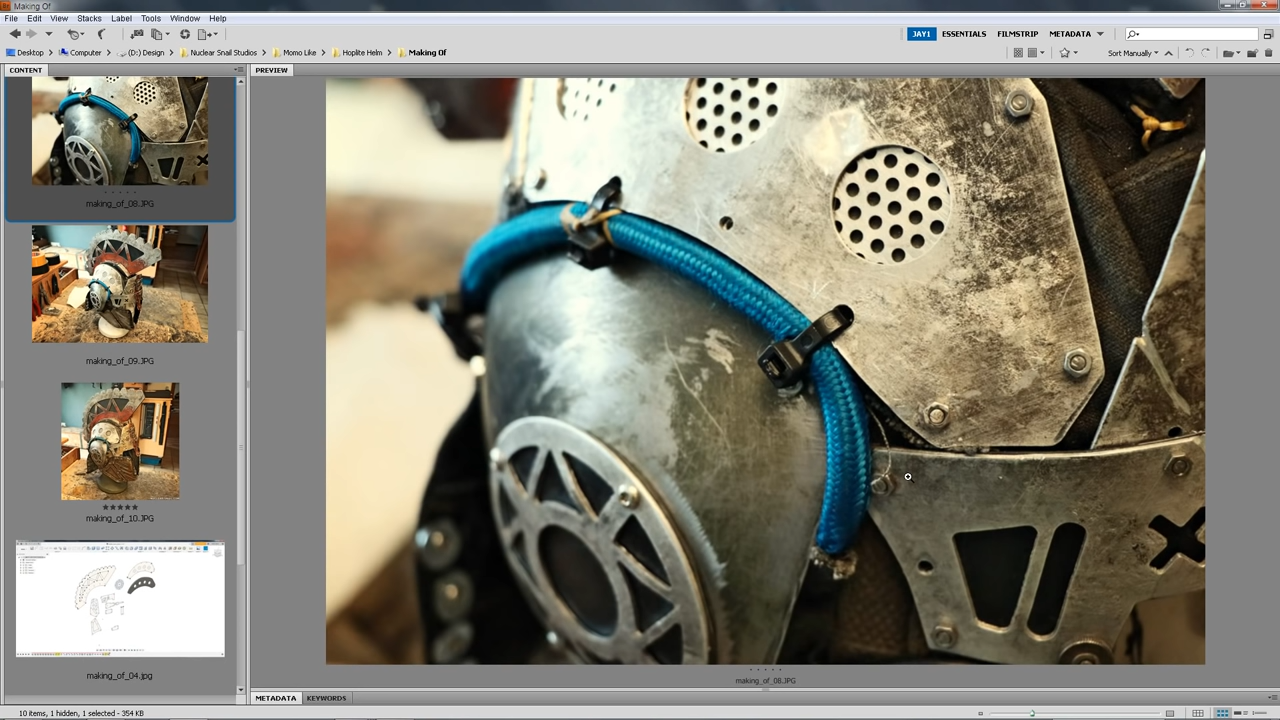 Br Making Of
File Edit View Stacks Label Tools Window Help
JAY1 ESSENTIALS FILMSTRIP METADATA
Desktop Computer (D:) Design Nuclear Snail Studios Momo Like Hoplite Helm Making Of
Sort Manually
CONTENT
PREVIEW
making_of_08.JPG
making_of_09.JPG
making_of_10.JPG
making_of_04.jpg
making_of_08.JPG
METADATA KEYWORDS
10 items, 1 hidden, 1 selected - 354 KB